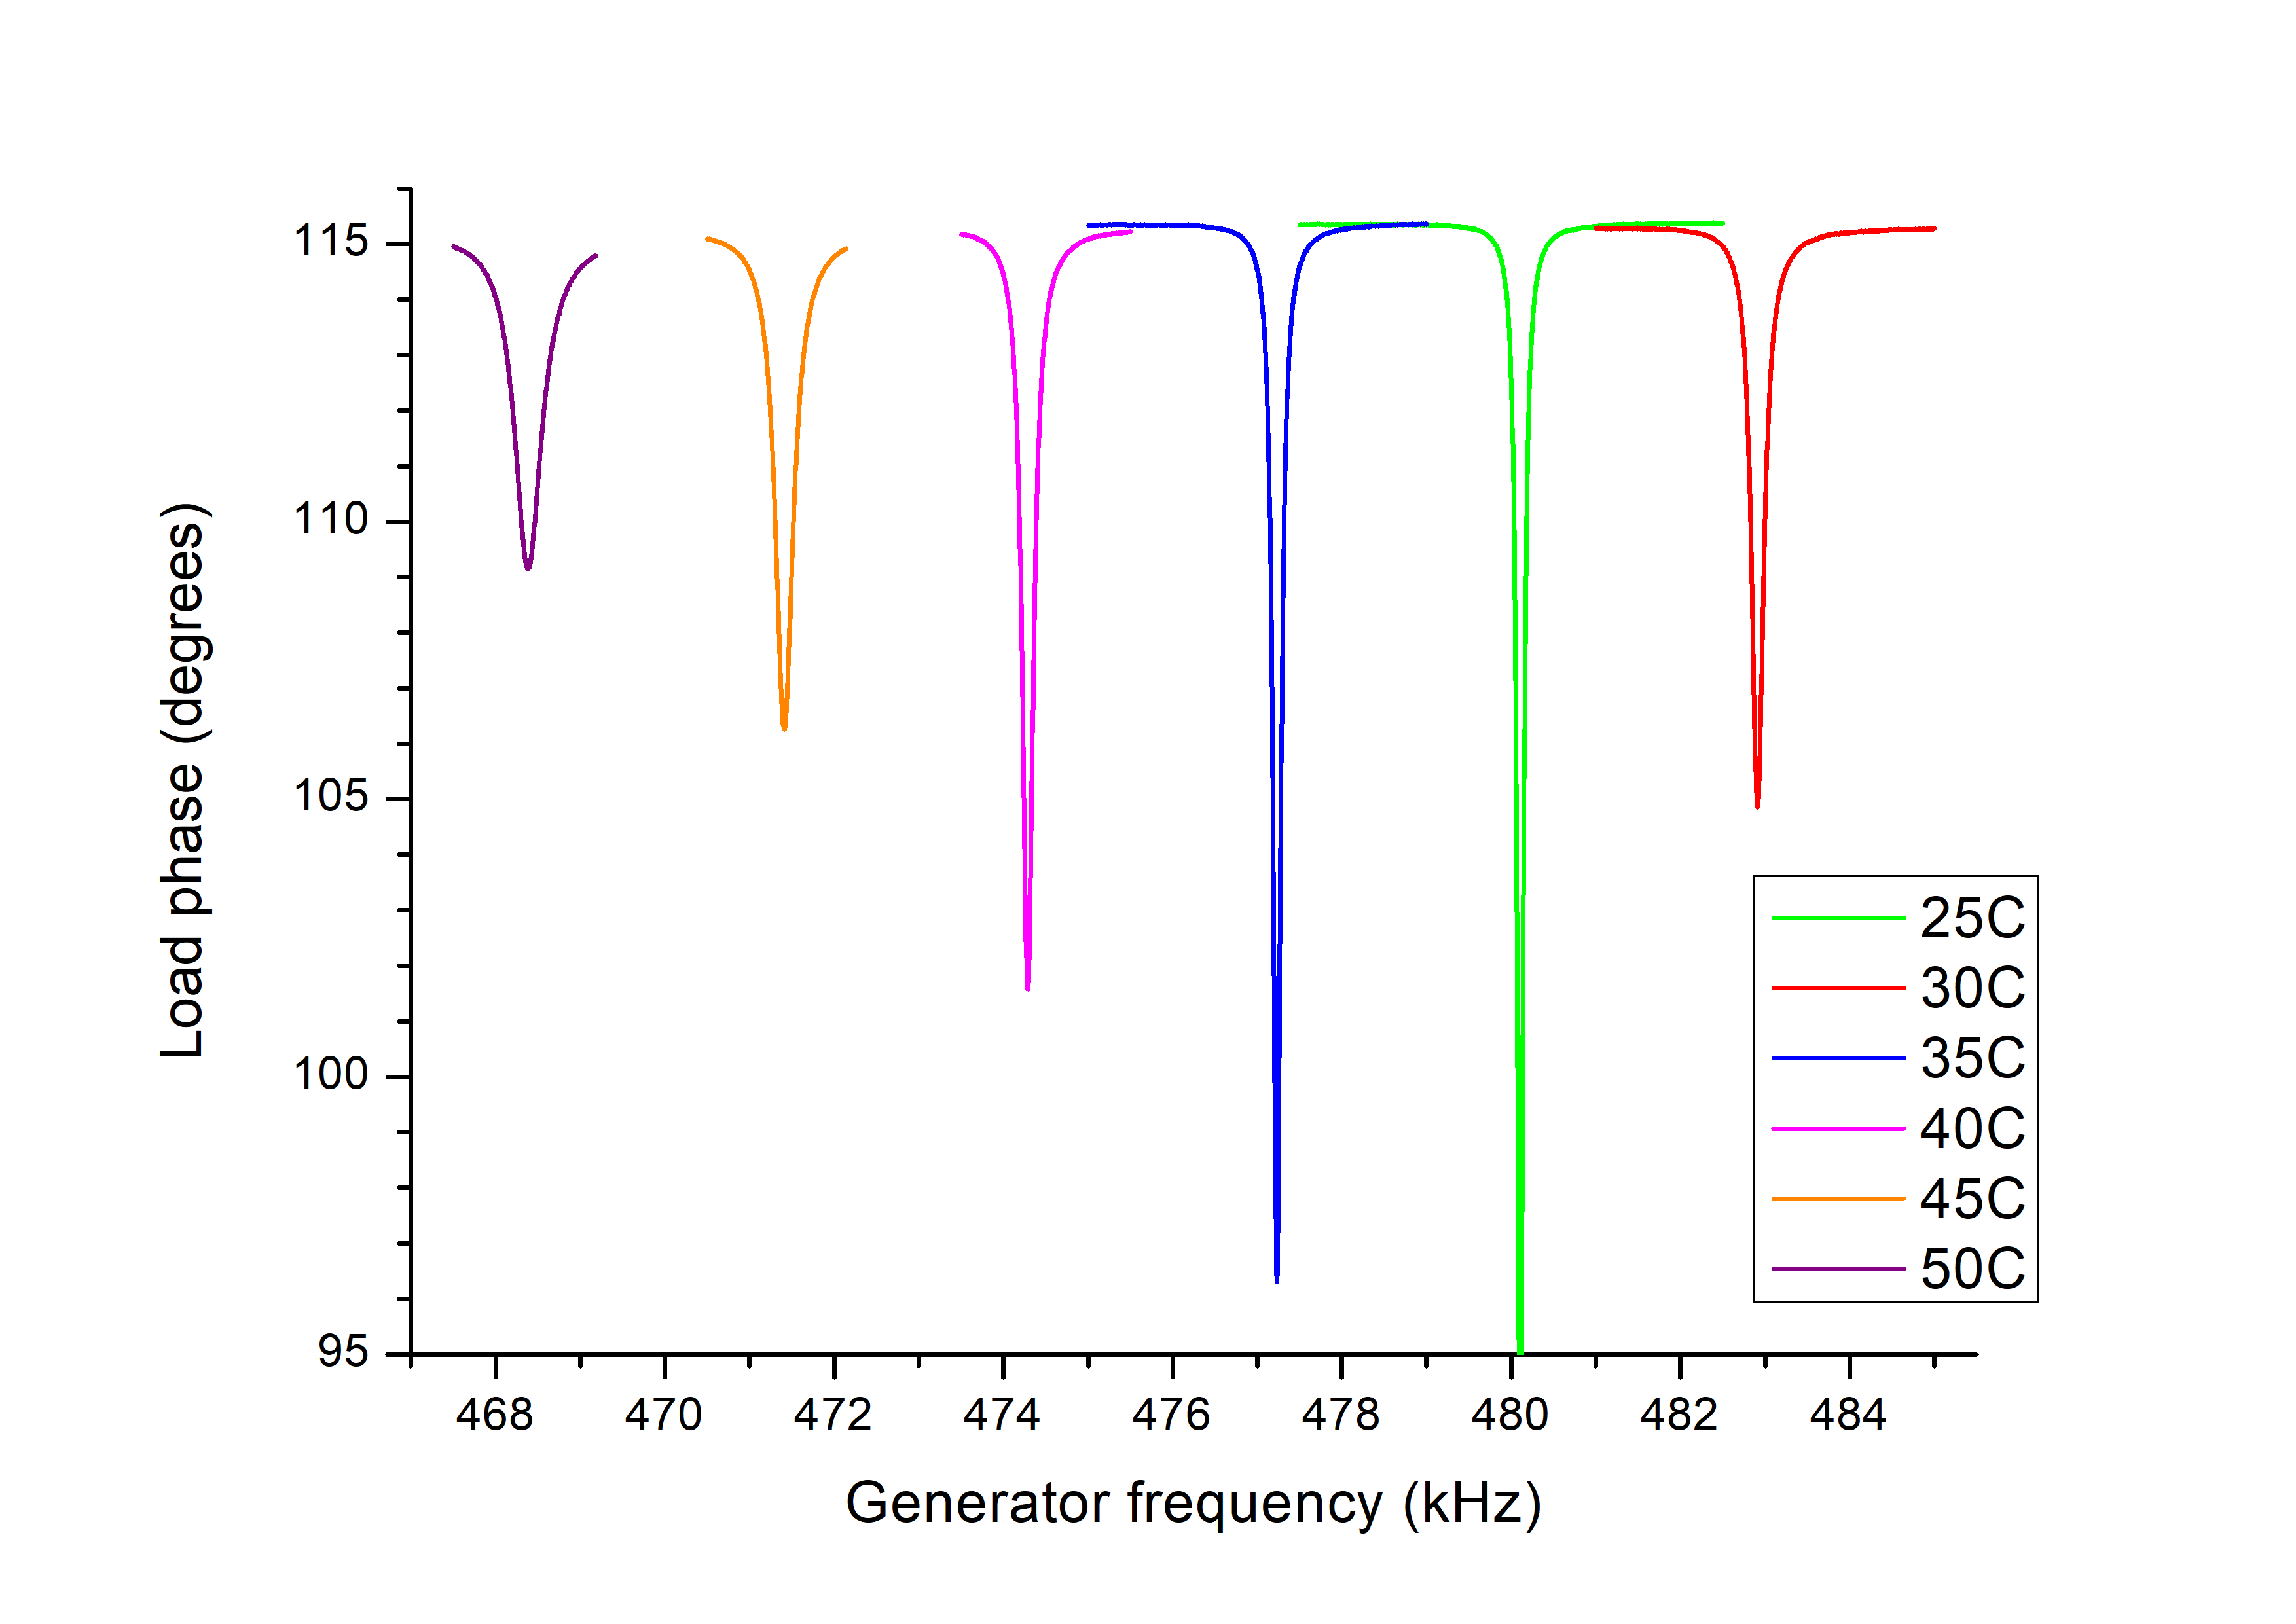 115
110
105
100
95
Load phase (degrees)
25C
30C
35C
40C
45C
50C
468 470 472 474 476 478 480 482 484
Generator frequency (kHz)